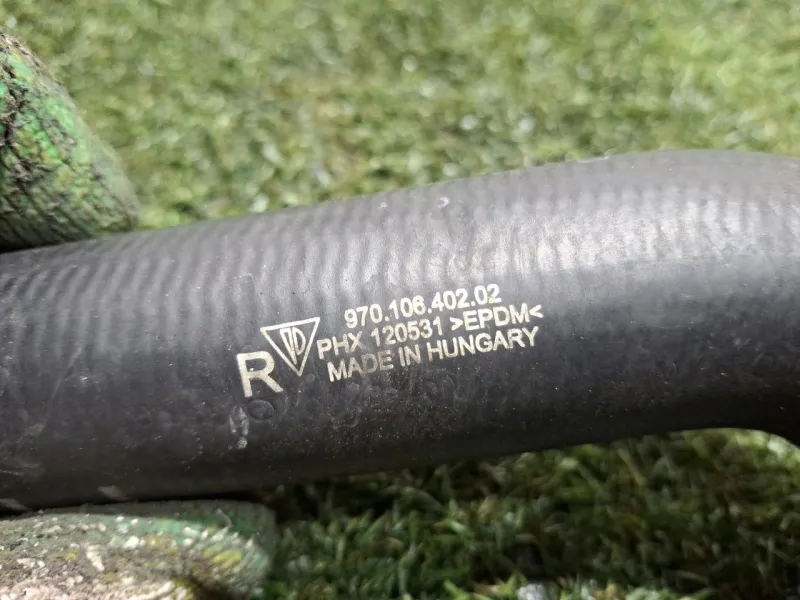 970.106.402.02
PHX 120531 >EPDM<
MADE IN HUNGARY
R